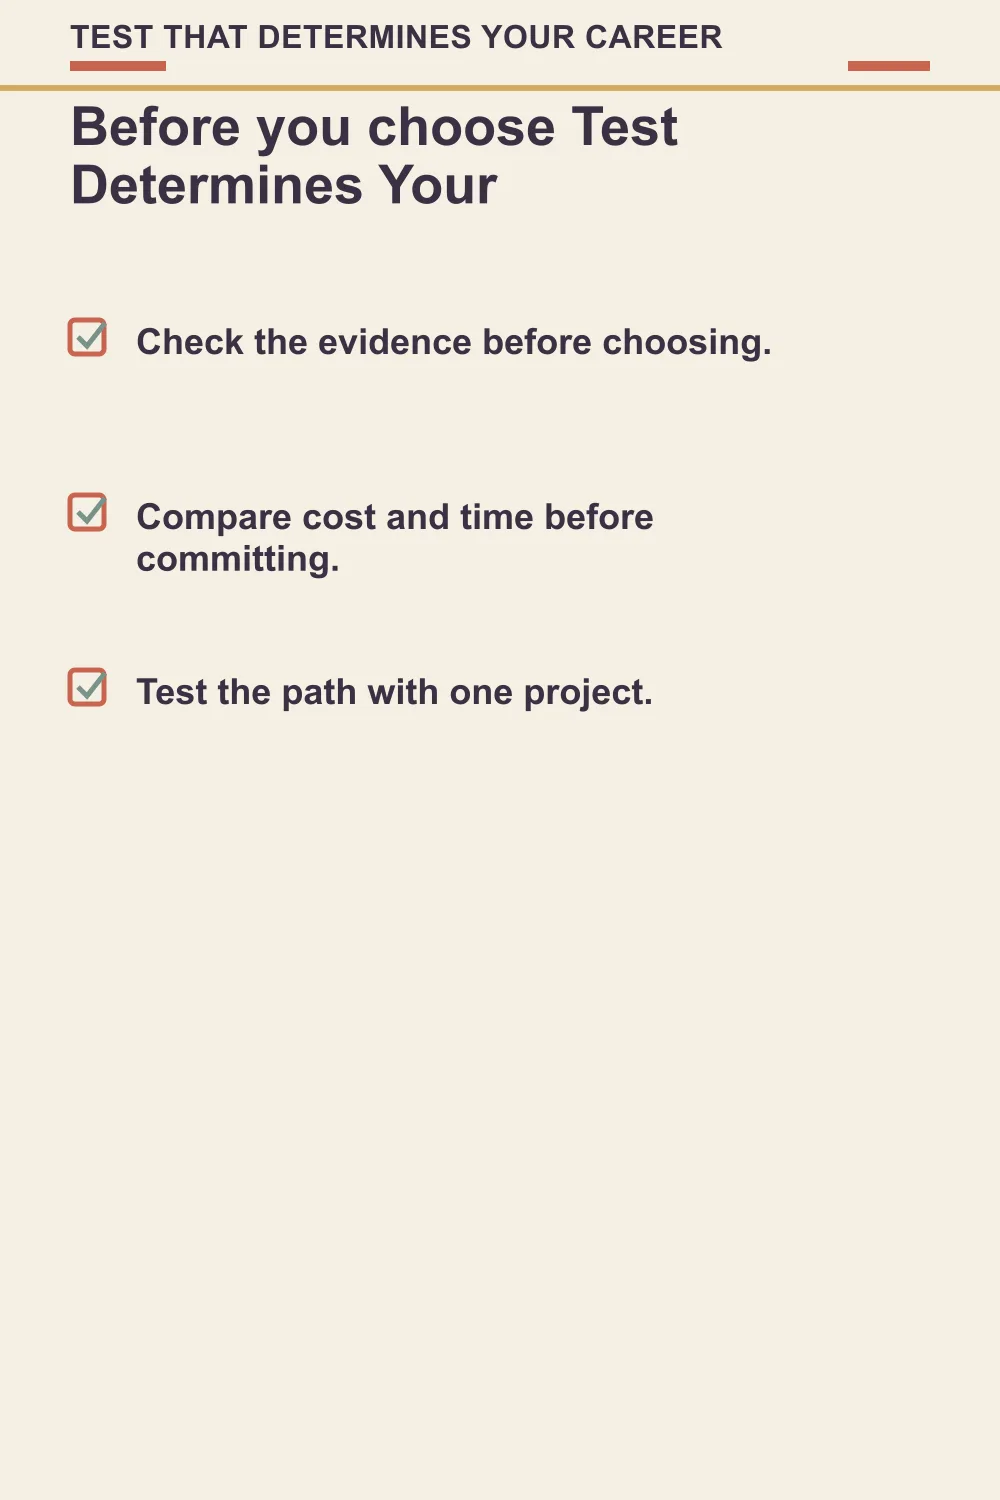 TEST THAT DETERMINES YOUR CAREER
Before you choose Test
Determines Your
Check the evidence before choosing.
Compare cost and time before
committing.
Test the path with one project.